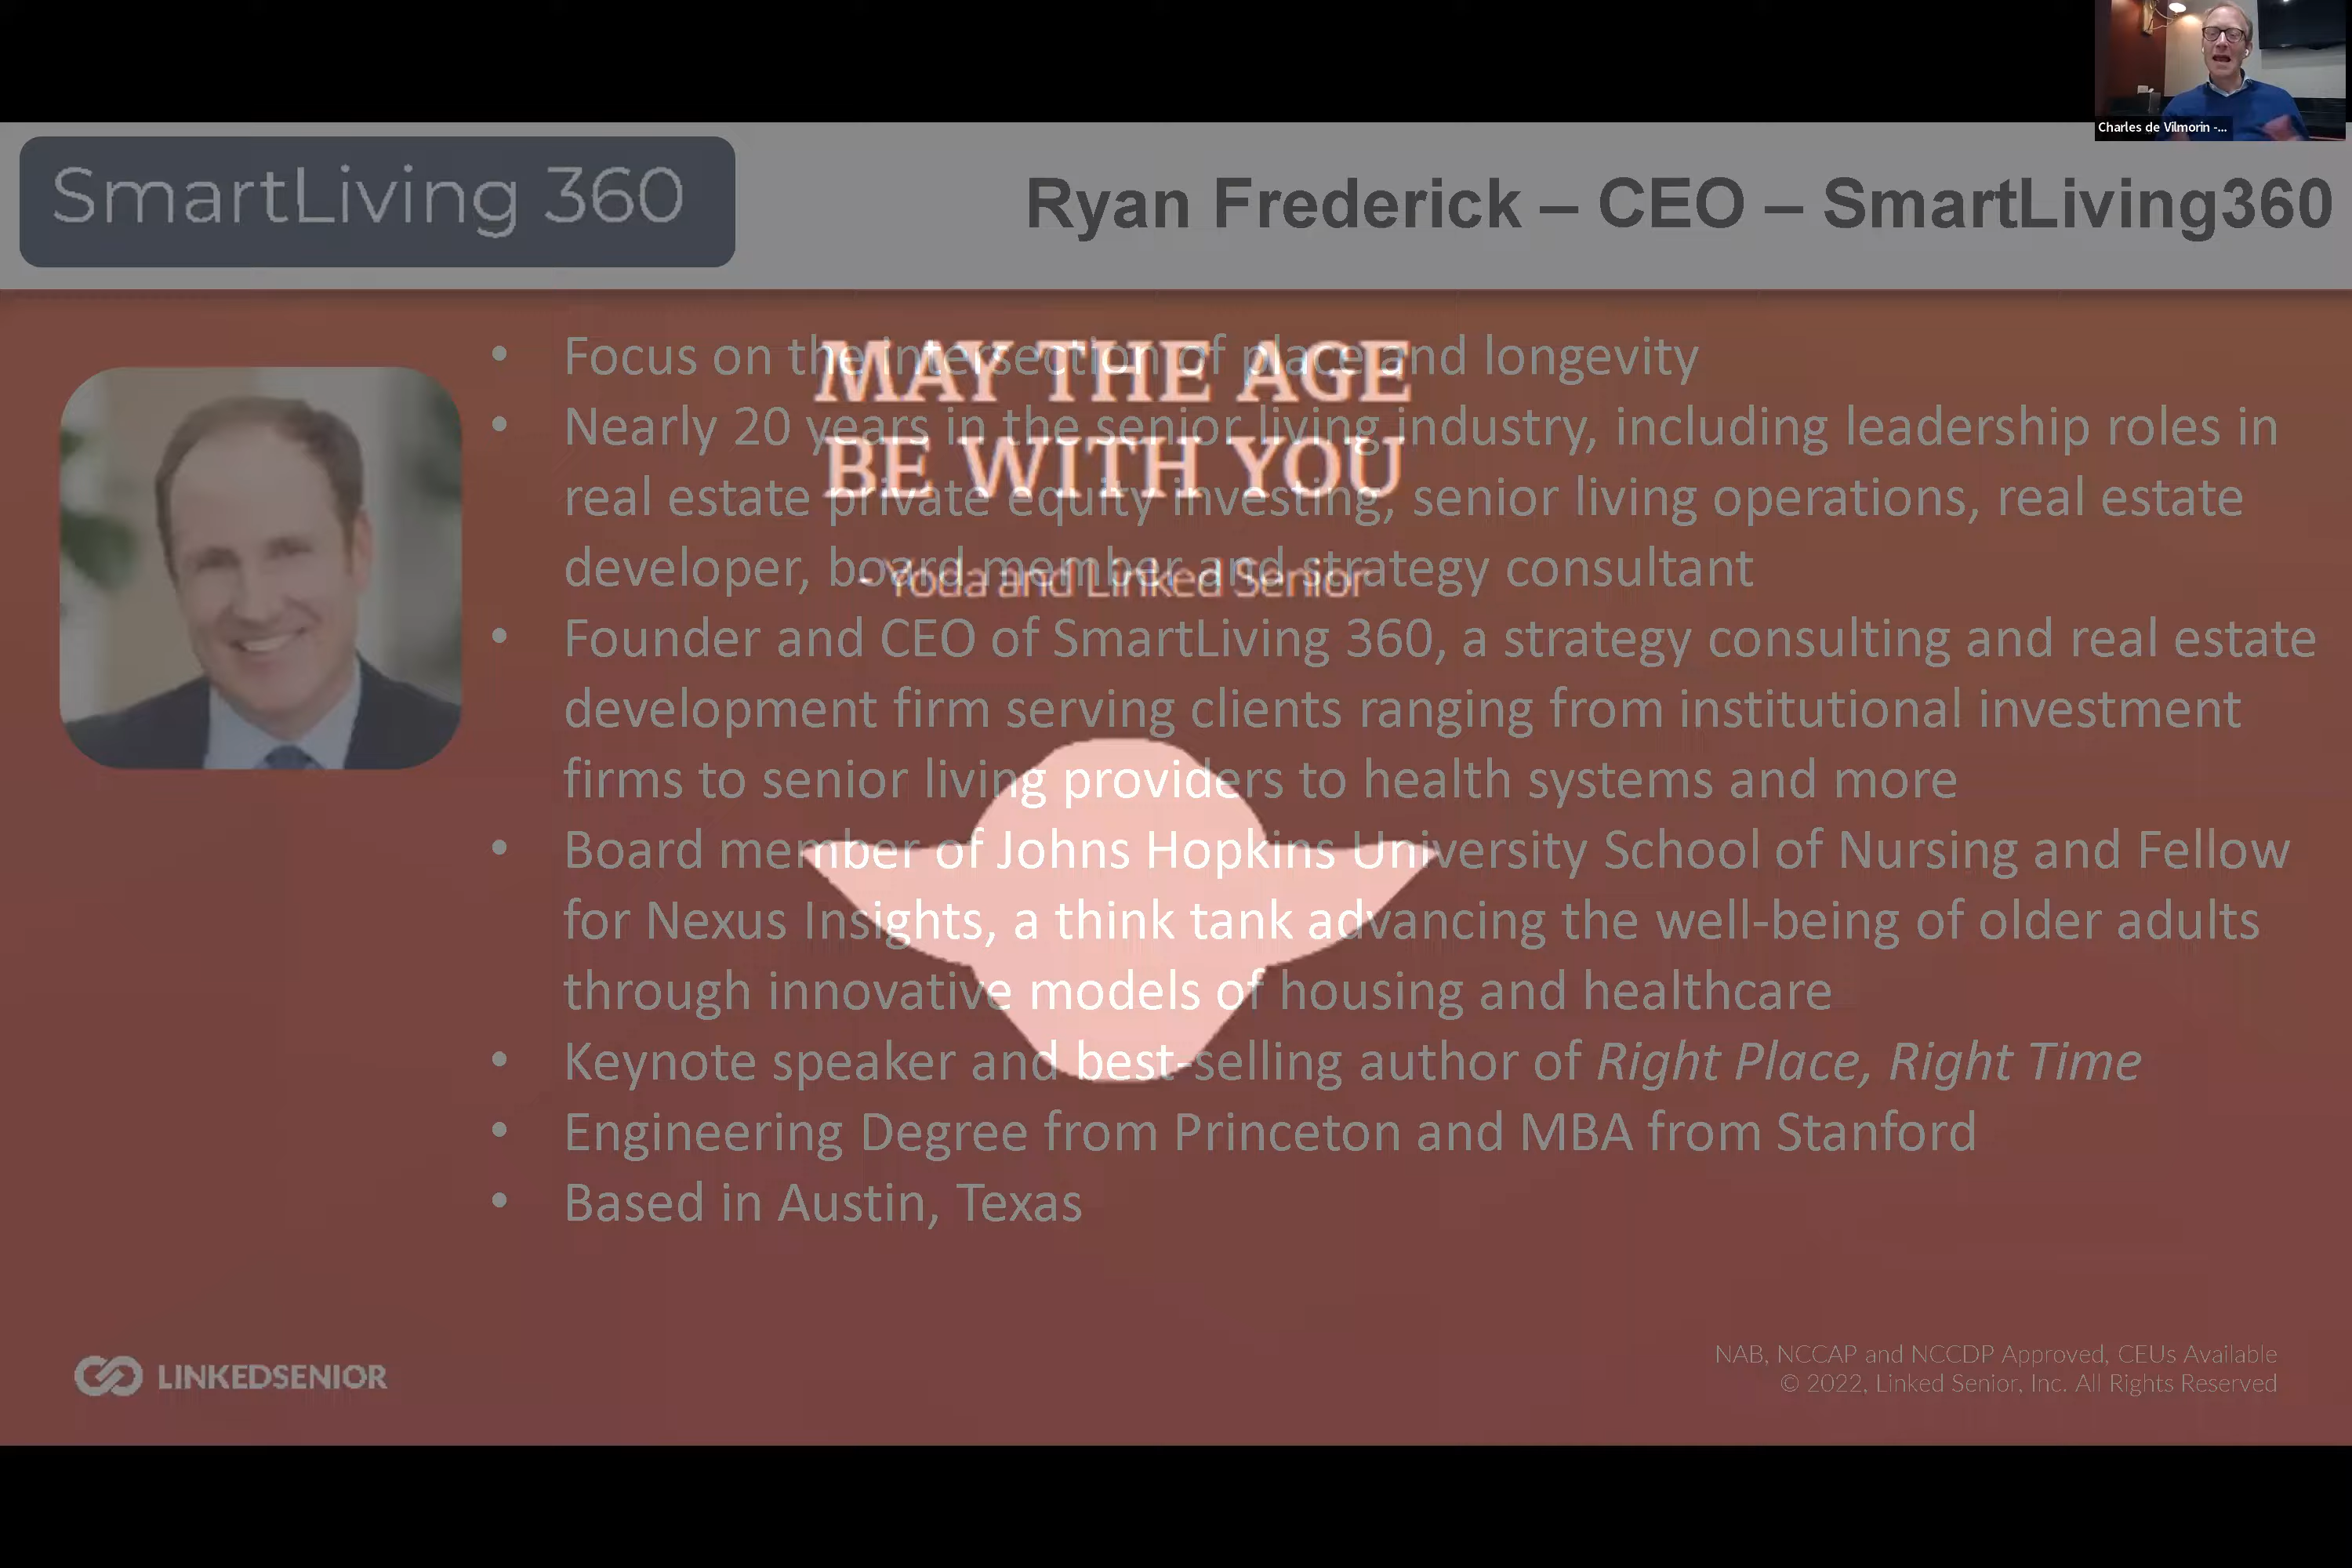 Charles de Vilmorin -...
SmartLiving 360
Ryan Frederick – CEO – SmartLiving360
• Focus on the intersection of place and longevity
• Nearly 20 years in the senior living industry, including leadership roles in
real estate private equity investing, senior living operations, real estate
developer, board member and strategy consultant
• Founder and CEO of SmartLiving 360, a strategy consulting and real estate
development firm serving clients ranging from institutional investment
firms to senior living providers to health systems and more
• Board member of Johns Hopkins University School of Nursing and Fellow
for Nexus Insights, a think tank advancing the well-being of older adults
through innovative models of housing and healthcare
• Keynote speaker and best-selling author of Right Place, Right Time
• Engineering Degree from Princeton and MBA from Stanford
• Based in Austin, Texas
MAY THE AGE
BE WITH YOU
- Yoda and Linked Senior
LINKEDSENIOR
NAB, NCCAP and NCCDP Approved, CEUs Available
© 2022, Linked Senior, Inc. All Rights Reserved